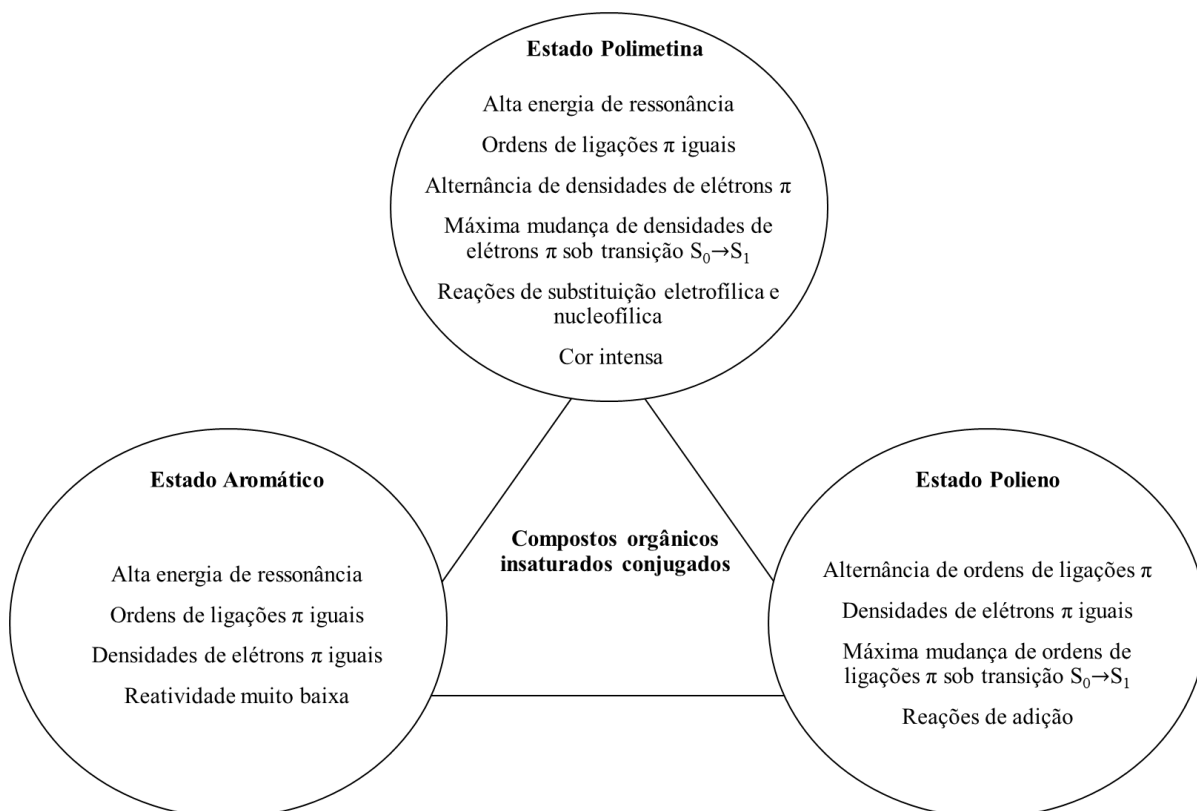 Estado Polimetina
Alta energia de ressonância
Ordens de ligações π iguais
Alternância de densidades de elétrons π
Máxima mudança de densidades de
elétrons π sob transição S₀→S₁
Reações de substituição eletrofílica e
nucleofílica
Cor intensa
Estado Aromático
Alta energia de ressonância
Ordens de ligações π iguais
Densidades de elétrons π iguais
Reatividade muito baixa
Compostos orgânicos
insaturados conjugados
Estado Polieno
Alternância de ordens de ligações π
Densidades de elétrons π iguais
Máxima mudança de ordens de
ligações π sob transição S₀→S₁
Reações de adição